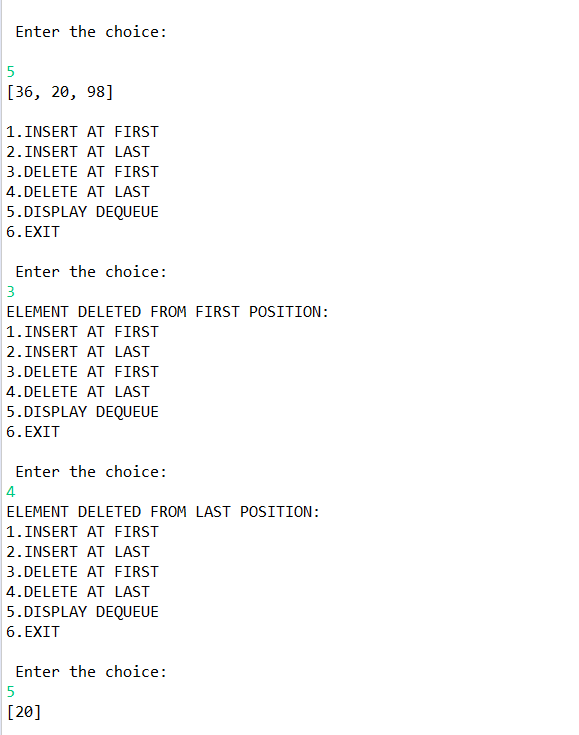 Enter the choice:
5
[36, 20, 98]
1.INSERT AT FIRST
2.INSERT AT LAST
3.DELETE AT FIRST
4.DELETE AT LAST
5.DISPLAY DEQUEUE
6.EXIT
Enter the choice:
3
ELEMENT DELETED FROM FIRST POSITION:
1.INSERT AT FIRST
2.INSERT AT LAST
3.DELETE AT FIRST
4.DELETE AT LAST
5.DISPLAY DEQUEUE
6.EXIT
Enter the choice:
4
ELEMENT DELETED FROM LAST POSITION:
1.INSERT AT FIRST
2.INSERT AT LAST
3.DELETE AT FIRST
4.DELETE AT LAST
5.DISPLAY DEQUEUE
6.EXIT
Enter the choice:
5
[20]